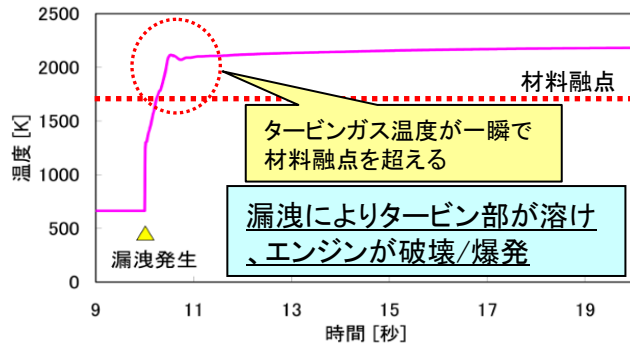 2500
2000
1500
1000
500
0
温度 [K]
材料融点
タービンガス温度が一瞬で
材料融点を超える
漏洩によりタービン部が溶け
、エンジンが破壊/爆発
漏洩発生
9 11 13 15 17 19
時間 [秒]